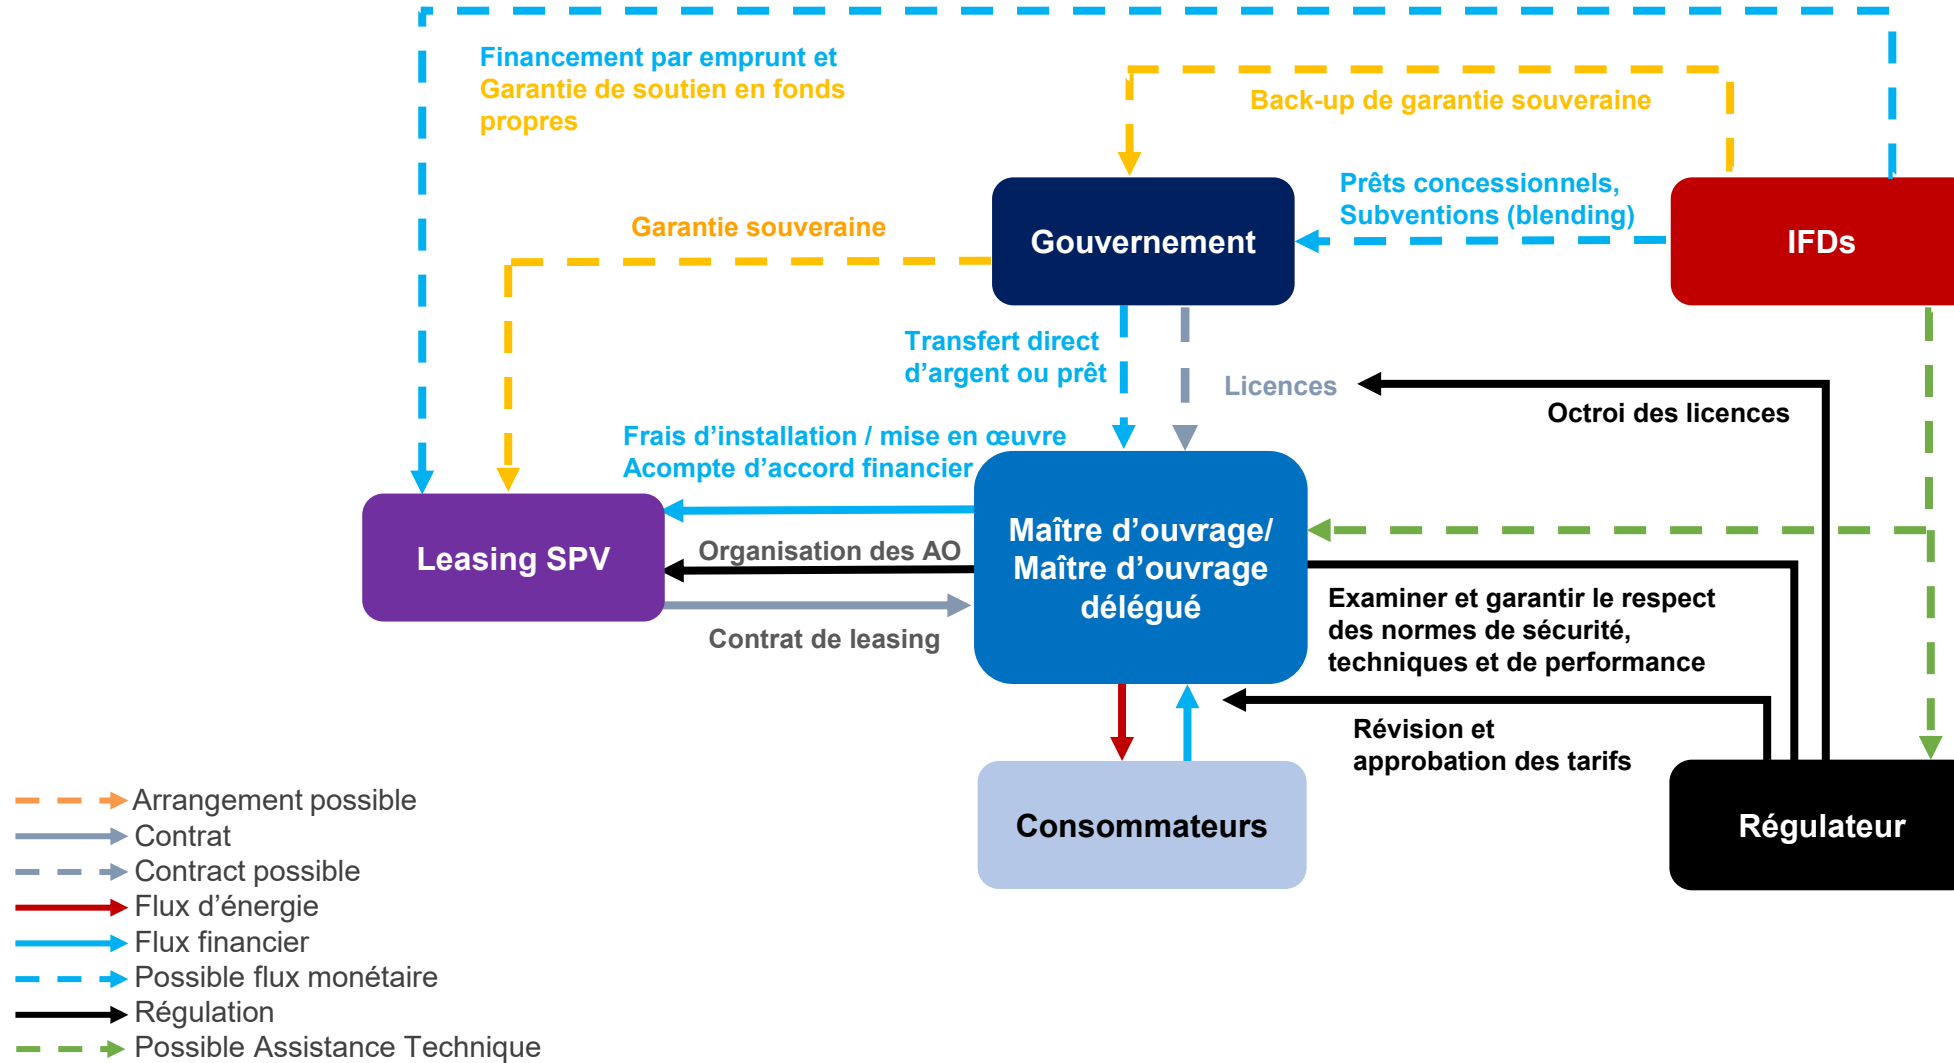 Financement par emprunt et
Garantie de soutien en fonds
propres
Back-up de garantie souveraine
Prêts concessionnels,
Subventions (blending)
Gouvernement
IFDs
Garantie souveraine
Transfert direct
d’argent ou prêt
Licences
Octroi des licences
Frais d’installation / mise en œuvre
Acompte d’accord financier
Leasing SPV
Organisation des AO
Contrat de leasing
Maître d’ouvrage/
Maître d’ouvrage
délégué
Examiner et garantir le respect
des normes de sécurité,
techniques et de performance
Révision et
approbation des tarifs
Consommateurs
Régulateur
Arrangement possible
Contrat
Contract possible
Flux d’énergie
Flux financier
Possible flux monétaire
Régulation
Possible Assistance Technique